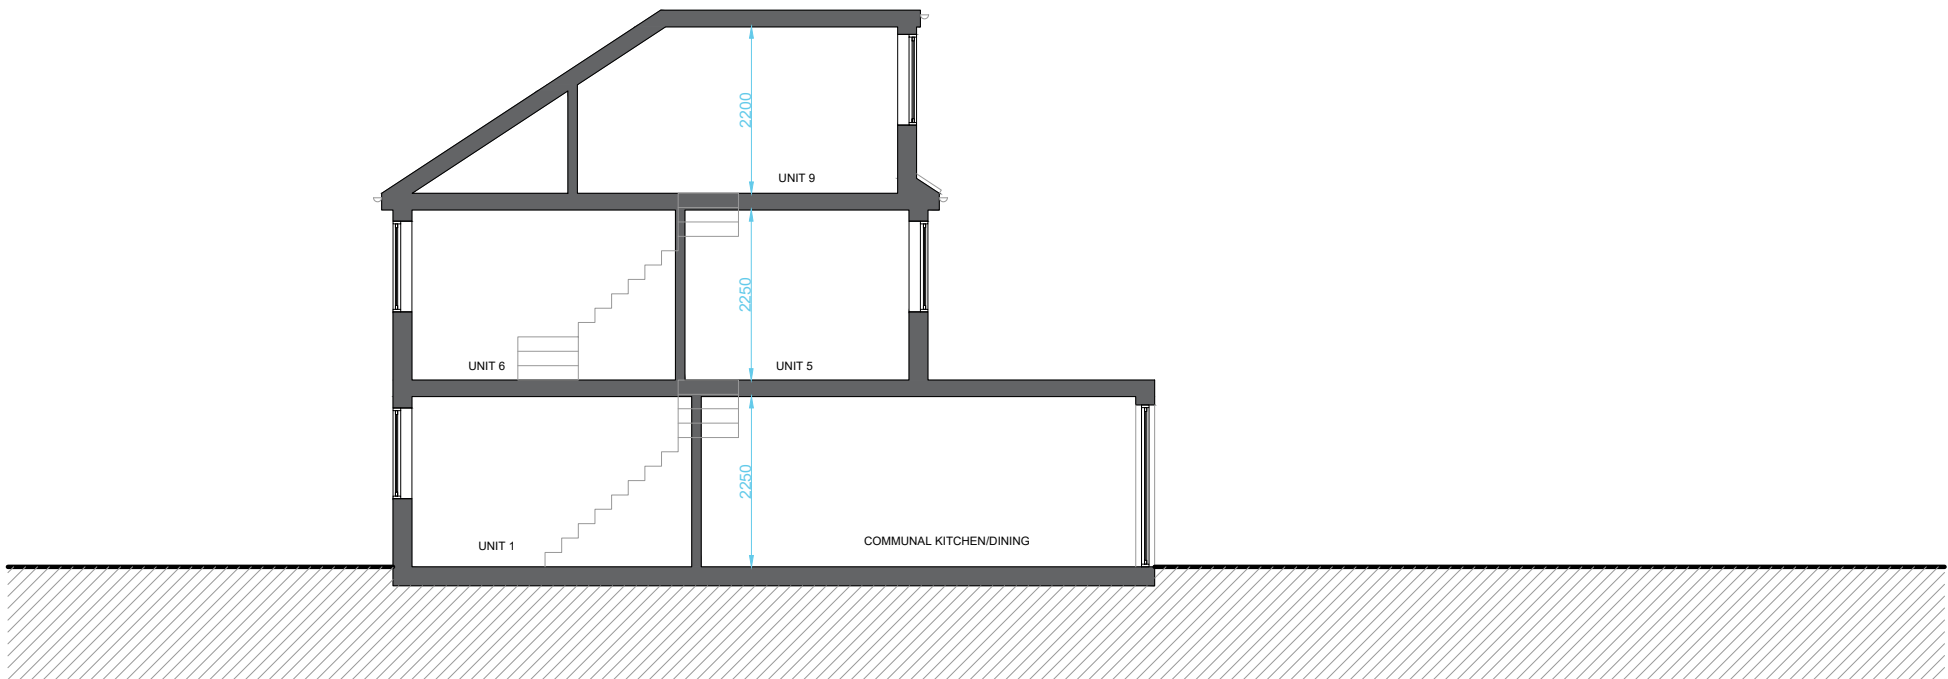 2200
UNIT 9
2250
UNIT 6
UNIT 5
2250
COMMUNAL KITCHEN/DINING
UNIT 1